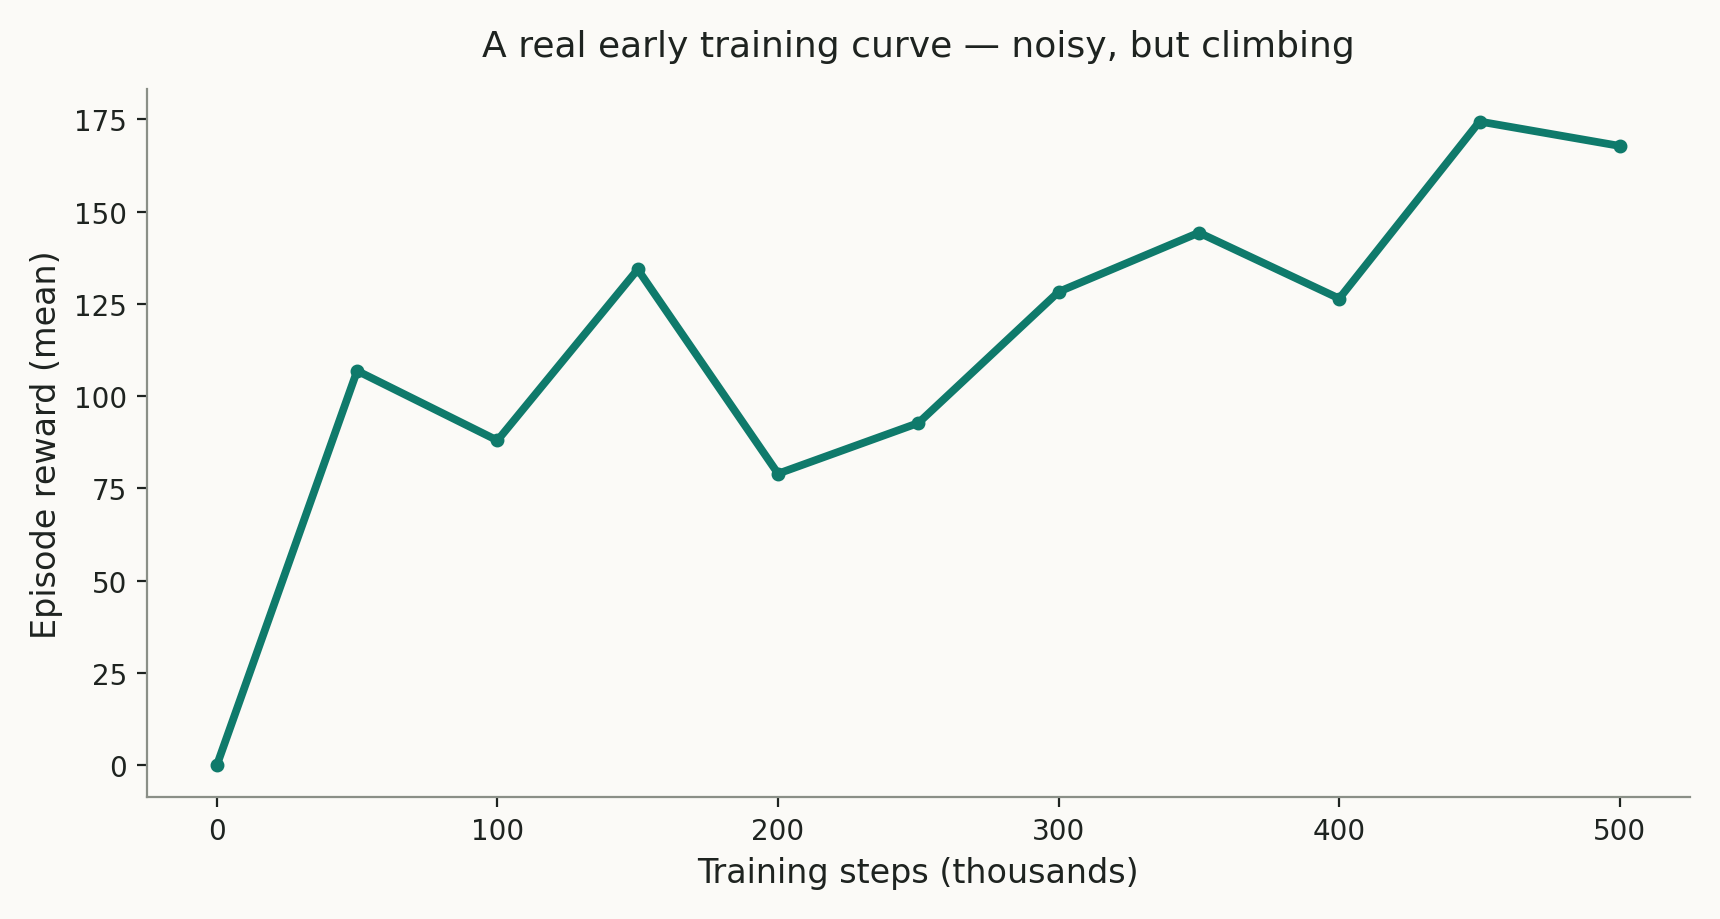 A real early training curve — noisy, but climbing
175
150
125
100
75
50
25
0
Episode reward (mean)
0 100 200 300 400 500
Training steps (thousands)